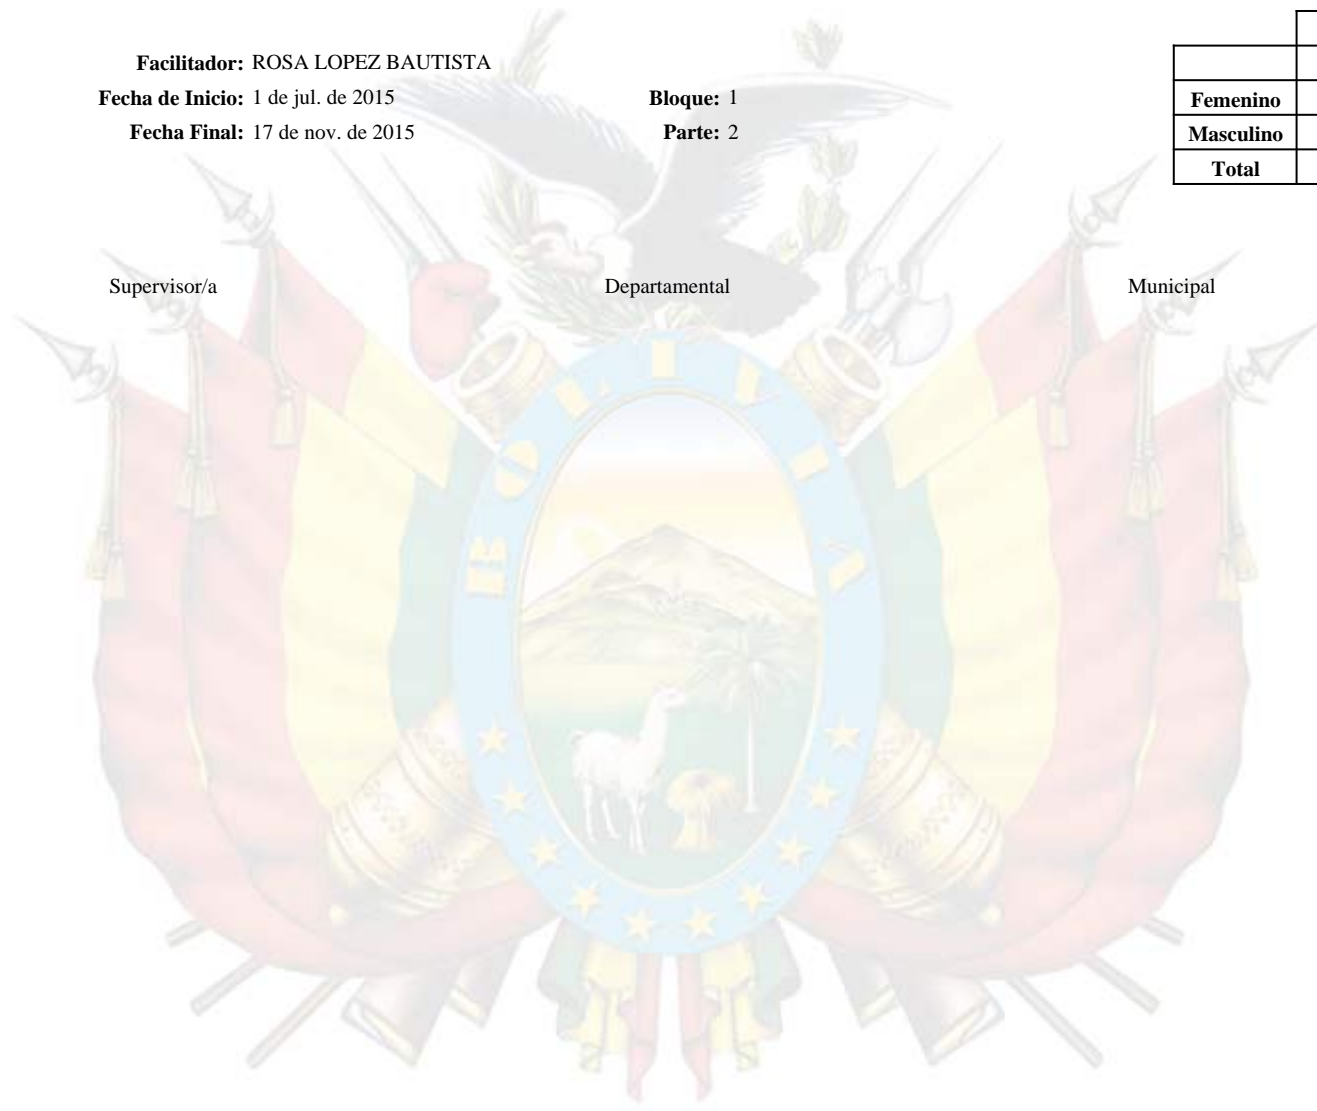 Facilitador: ROSA LOPEZ BAUTISTA
Fecha de Inicio: 1 de jul. de 2015 Bloque: 1
Fecha Final: 17 de nov. de 2015 Parte: 2
Femenino
Masculino
Total
Supervisor/a Departamental Municipal
BOLIVIA